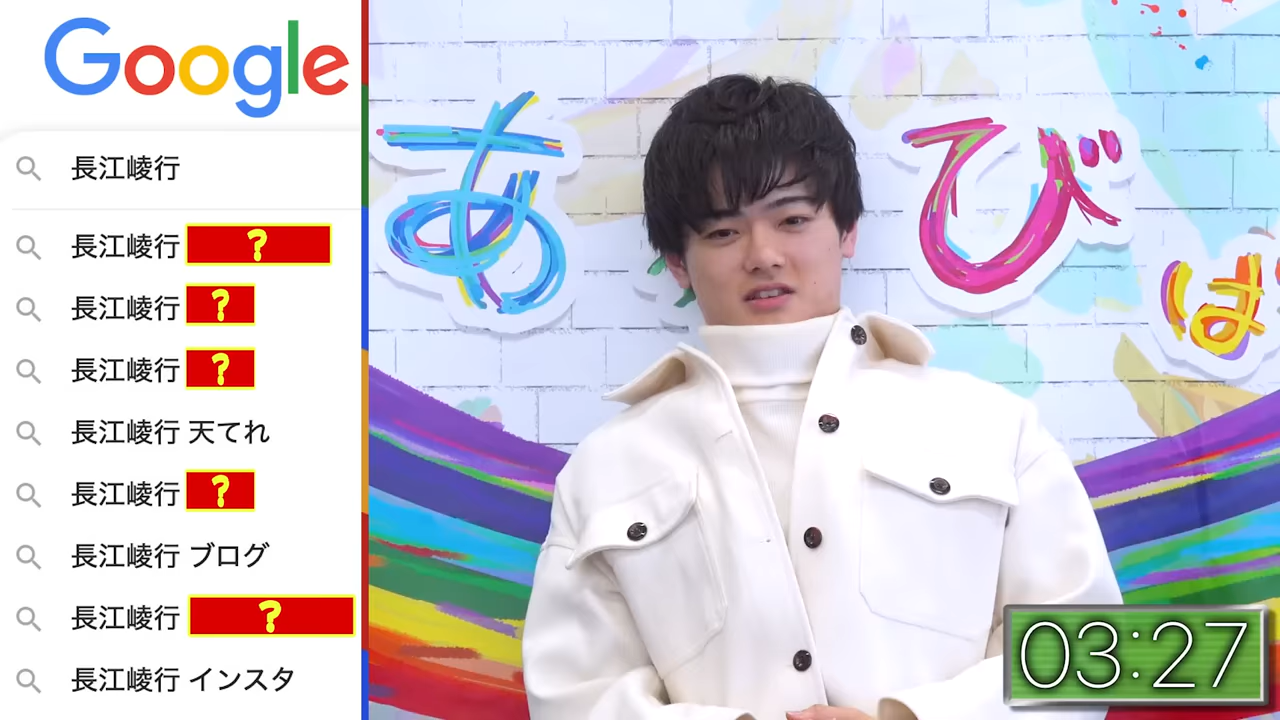 Google
長江崚行
長江崚行 ?
長江崚行 ?
長江崚行 ?
長江崚行 天てれ
長江崚行 ?
長江崚行 ブログ
長江崚行 ?
長江崚行 インスタ
あびば
03:27